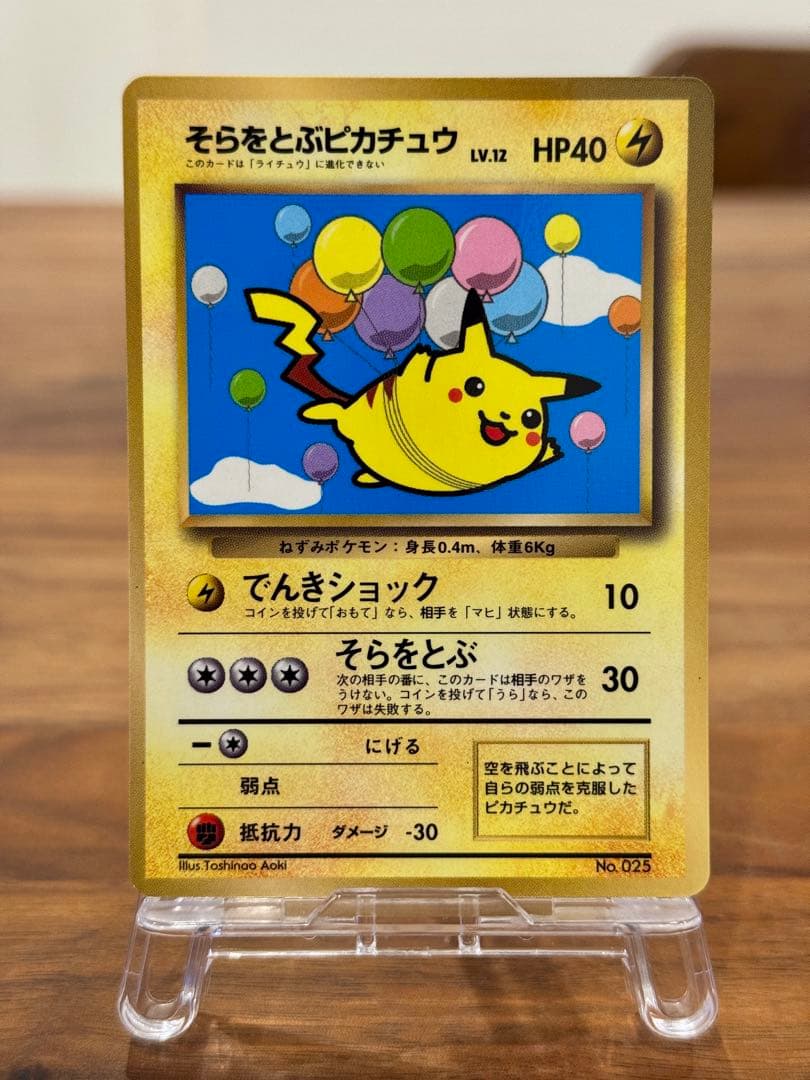 そらをとぶピカチュウ LV.12 HP40
このカードは「ライチュウ」に進化できない
ねずみポケモン：身長0.4m、体重6Kg
でんきショック 10
コインを投げて「おもて」なら、相手を「マヒ」状態にする。
そらをとぶ 30
次の相手の番に、このカードは相手のワザを
うけない。コインを投げて「うら」なら、この
ワザは失敗する。
にげる
弱点
抵抗力 ダメージ -30
空を飛ぶことによって
自らの弱点を克服した
ピカチュウだ。
Illus.Toshinao Aoki No. 025